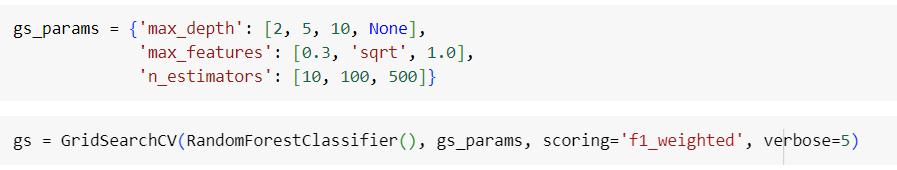 gs_params = {'max_depth': [2, 5, 10, None],
'max_features': [0.3, 'sqrt', 1.0],
'n_estimators': [10, 100, 500]}
gs = GridSearchCV(RandomForestClassifier(), gs_params, scoring='f1_weighted', verbose=5)